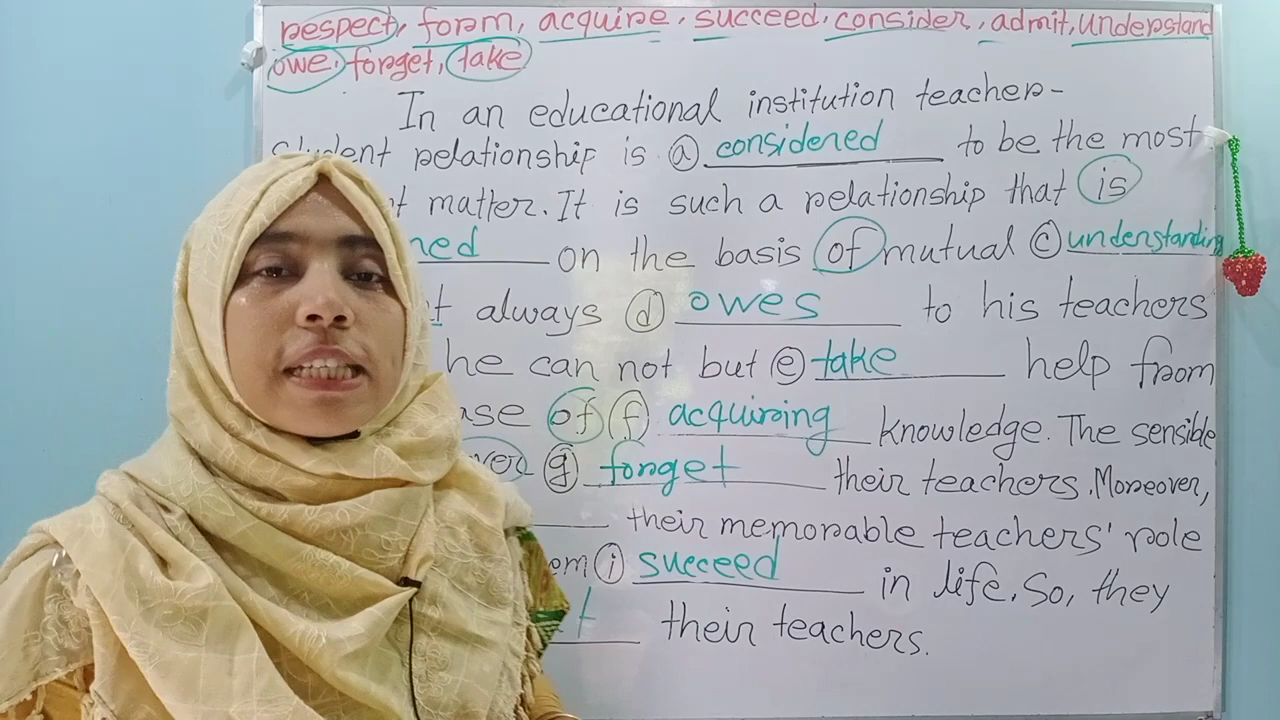 respect, form, acquire, succeed, consider, admit, understand
owe, forget, take
In an educational institution teacher-
Student relationship is (a) considered to be the most
matter. It is such a relationship that is
on the basis of mutual (c) understanding
always (d) owes to his teachers
he can not but (e) take help from
of (f) acquiring knowledge. The sensible
(g) forget their teachers. Moreover,
their memorable teachers' role
(i) succeed in life. So, they
their teachers.